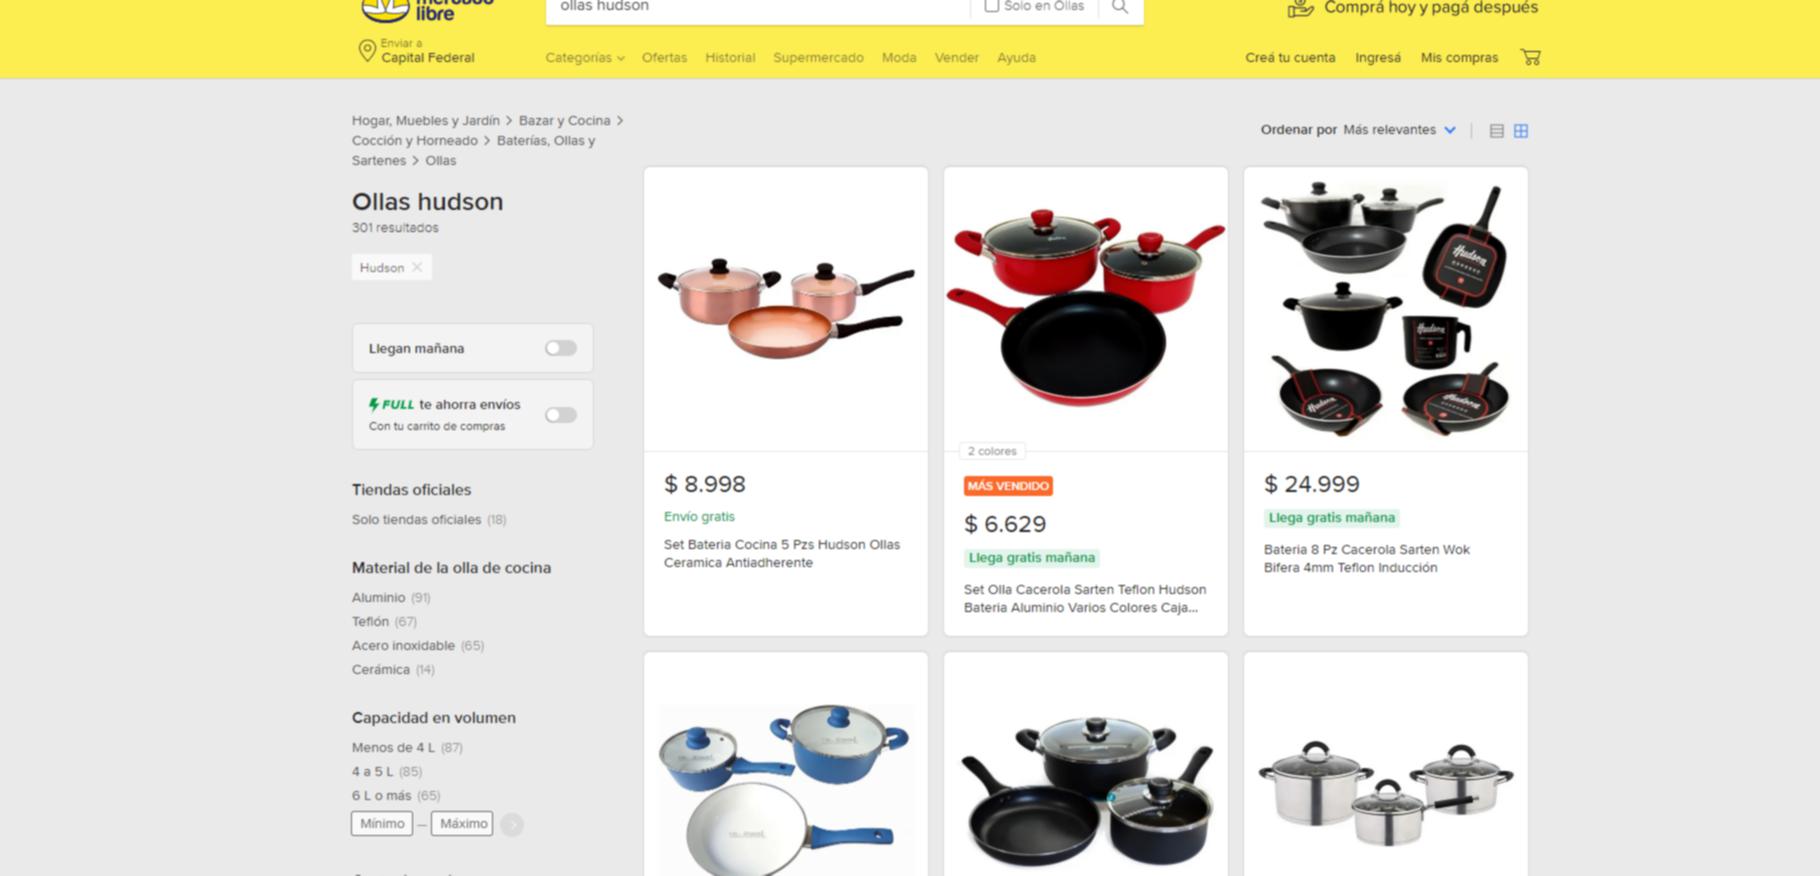 mercado
libre
ollas hudson
Solo en Ollas
Comprá hoy y pagá después
Enviar a
Capital Federal
Categorías
Ofertas
Historial
Supermercado
Moda
Vender
Ayuda
Creá tu cuenta
Ingresá
Mis compras
Hogar, Muebles y Jardín > Bazar y Cocina >
Cocción y Horneado > Baterías, Ollas y
Sartenes > Ollas
Ordenar por Más relevantes
Ollas hudson
301 resultados
Hudson
Llegan mañana
FULL te ahorra envíos
Con tu carrito de compras
Tiendas oficiales
Solo tiendas oficiales (18)
Material de la olla de cocina
Aluminio (91)
Teflón (67)
Acero inoxidable (65)
Cerámica (14)
Capacidad en volumen
Menos de 4 L (87)
4 a 5 L (85)
6 L o más (65)
Mínimo – Máximo
$ 8.998
Envío gratis
Set Bateria Cocina 5 Pzs Hudson Ollas
Ceramica Antiadherente
2 colores
MÁS VENDIDO
$ 6.629
Llega gratis mañana
Set Olla Cacerola Sarten Teflon Hudson
Bateria Aluminio Varios Colores Caja...
Hudson
Hudson
Hudson
Hudson
$ 24.999
Llega gratis mañana
Bateria 8 Pz Cacerola Sarten Wok
Bifera 4mm Teflon Inducción